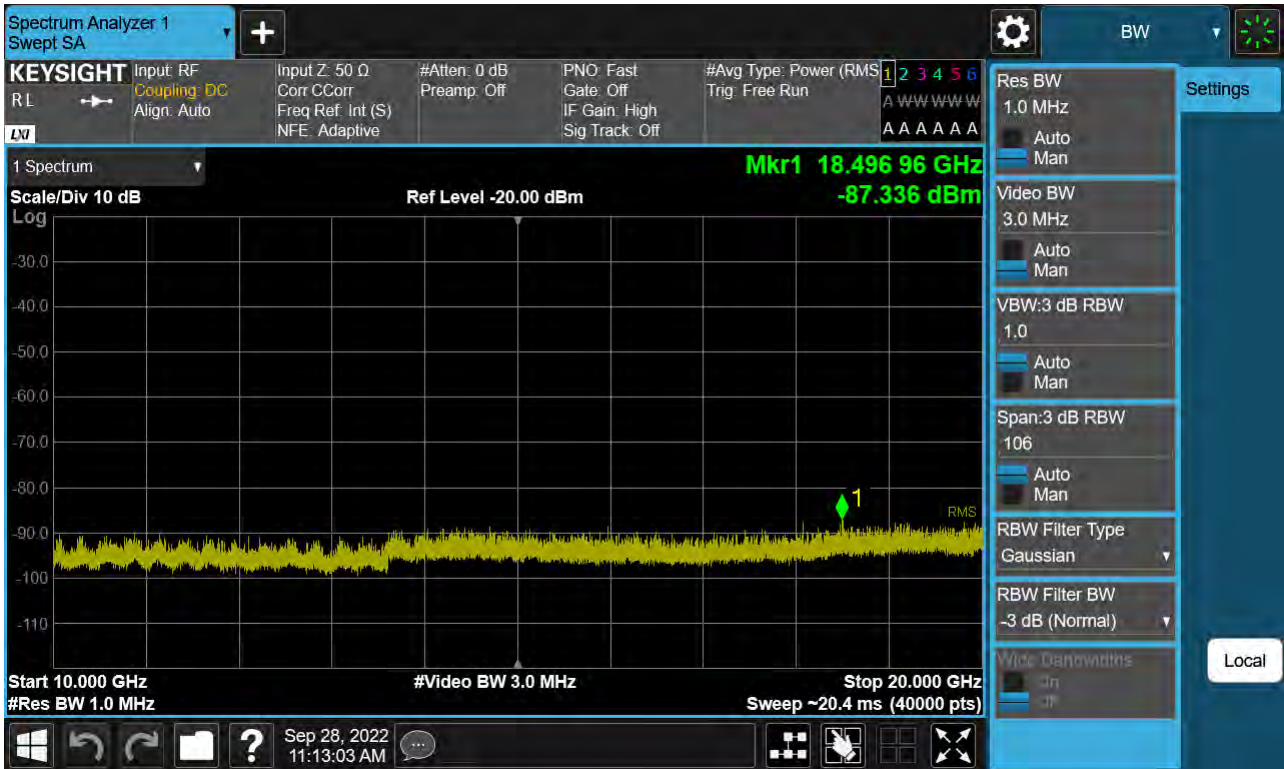 Spectrum Analyzer 1
Swept SA
BW
KEYSIGHT
RL
LXI
Input: RF
Coupling: DC
Align: Auto
Input Z: 50 Ω
Corr CCorr
Freq Ref: Int (S)
NFE: Adaptive
#Atten: 0 dB
Preamp: Off
PNO: Fast
Gate: Off
IF Gain: High
Sig Track: Off
#Avg Type: Power (RMS
Trig: Free Run
1 2 3 4 5 6
A W W W W W
A A A A A A
1 Spectrum
Mkr1 18.496 96 GHz
Scale/Div 10 dB
Ref Level -20.00 dBm
-87.336 dBm
Log
-30.0
-40.0
-50.0
-60.0
-70.0
-80.0
1
RMS
-90.0
-100
-110
Start 10.000 GHz
#Video BW 3.0 MHz
Stop 20.000 GHz
#Res BW 1.0 MHz
Sweep ~20.4 ms (40000 pts)
Sep 28, 2022
11:13:03 AM
Res BW
1.0 MHz
Auto
Man
Video BW
3.0 MHz
Auto
Man
VBW:3 dB RBW
1.0
Auto
Man
Span:3 dB RBW
106
Auto
Man
RBW Filter Type
Gaussian
RBW Filter BW
-3 dB (Normal)
Settings
Local